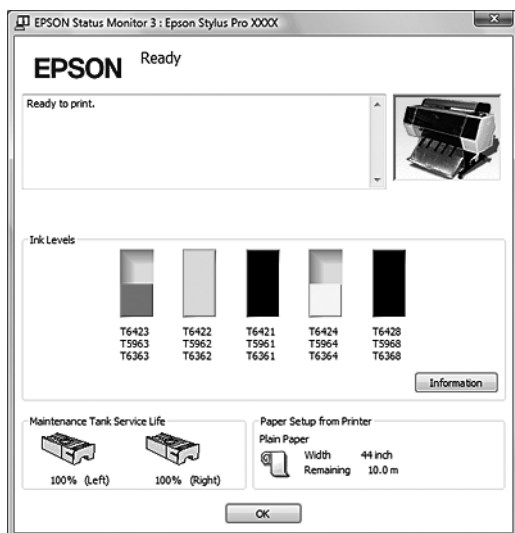 EPSON Status Monitor 3 : Epson Stylus Pro XXXX
EPSON
Ready
Ready to print.
Ink Levels
T6423 T6422 T6421 T6424 T6428
T5963 T5962 T5961 T5964 T5968
T6363 T6362 T6361 T6364 T6368
Information
Maintenance Tank Service Life
100% (Left) 100% (Right)
Paper Setup from Printer
Plain Paper
Width 44 inch
Remaining 10.0 m
OK